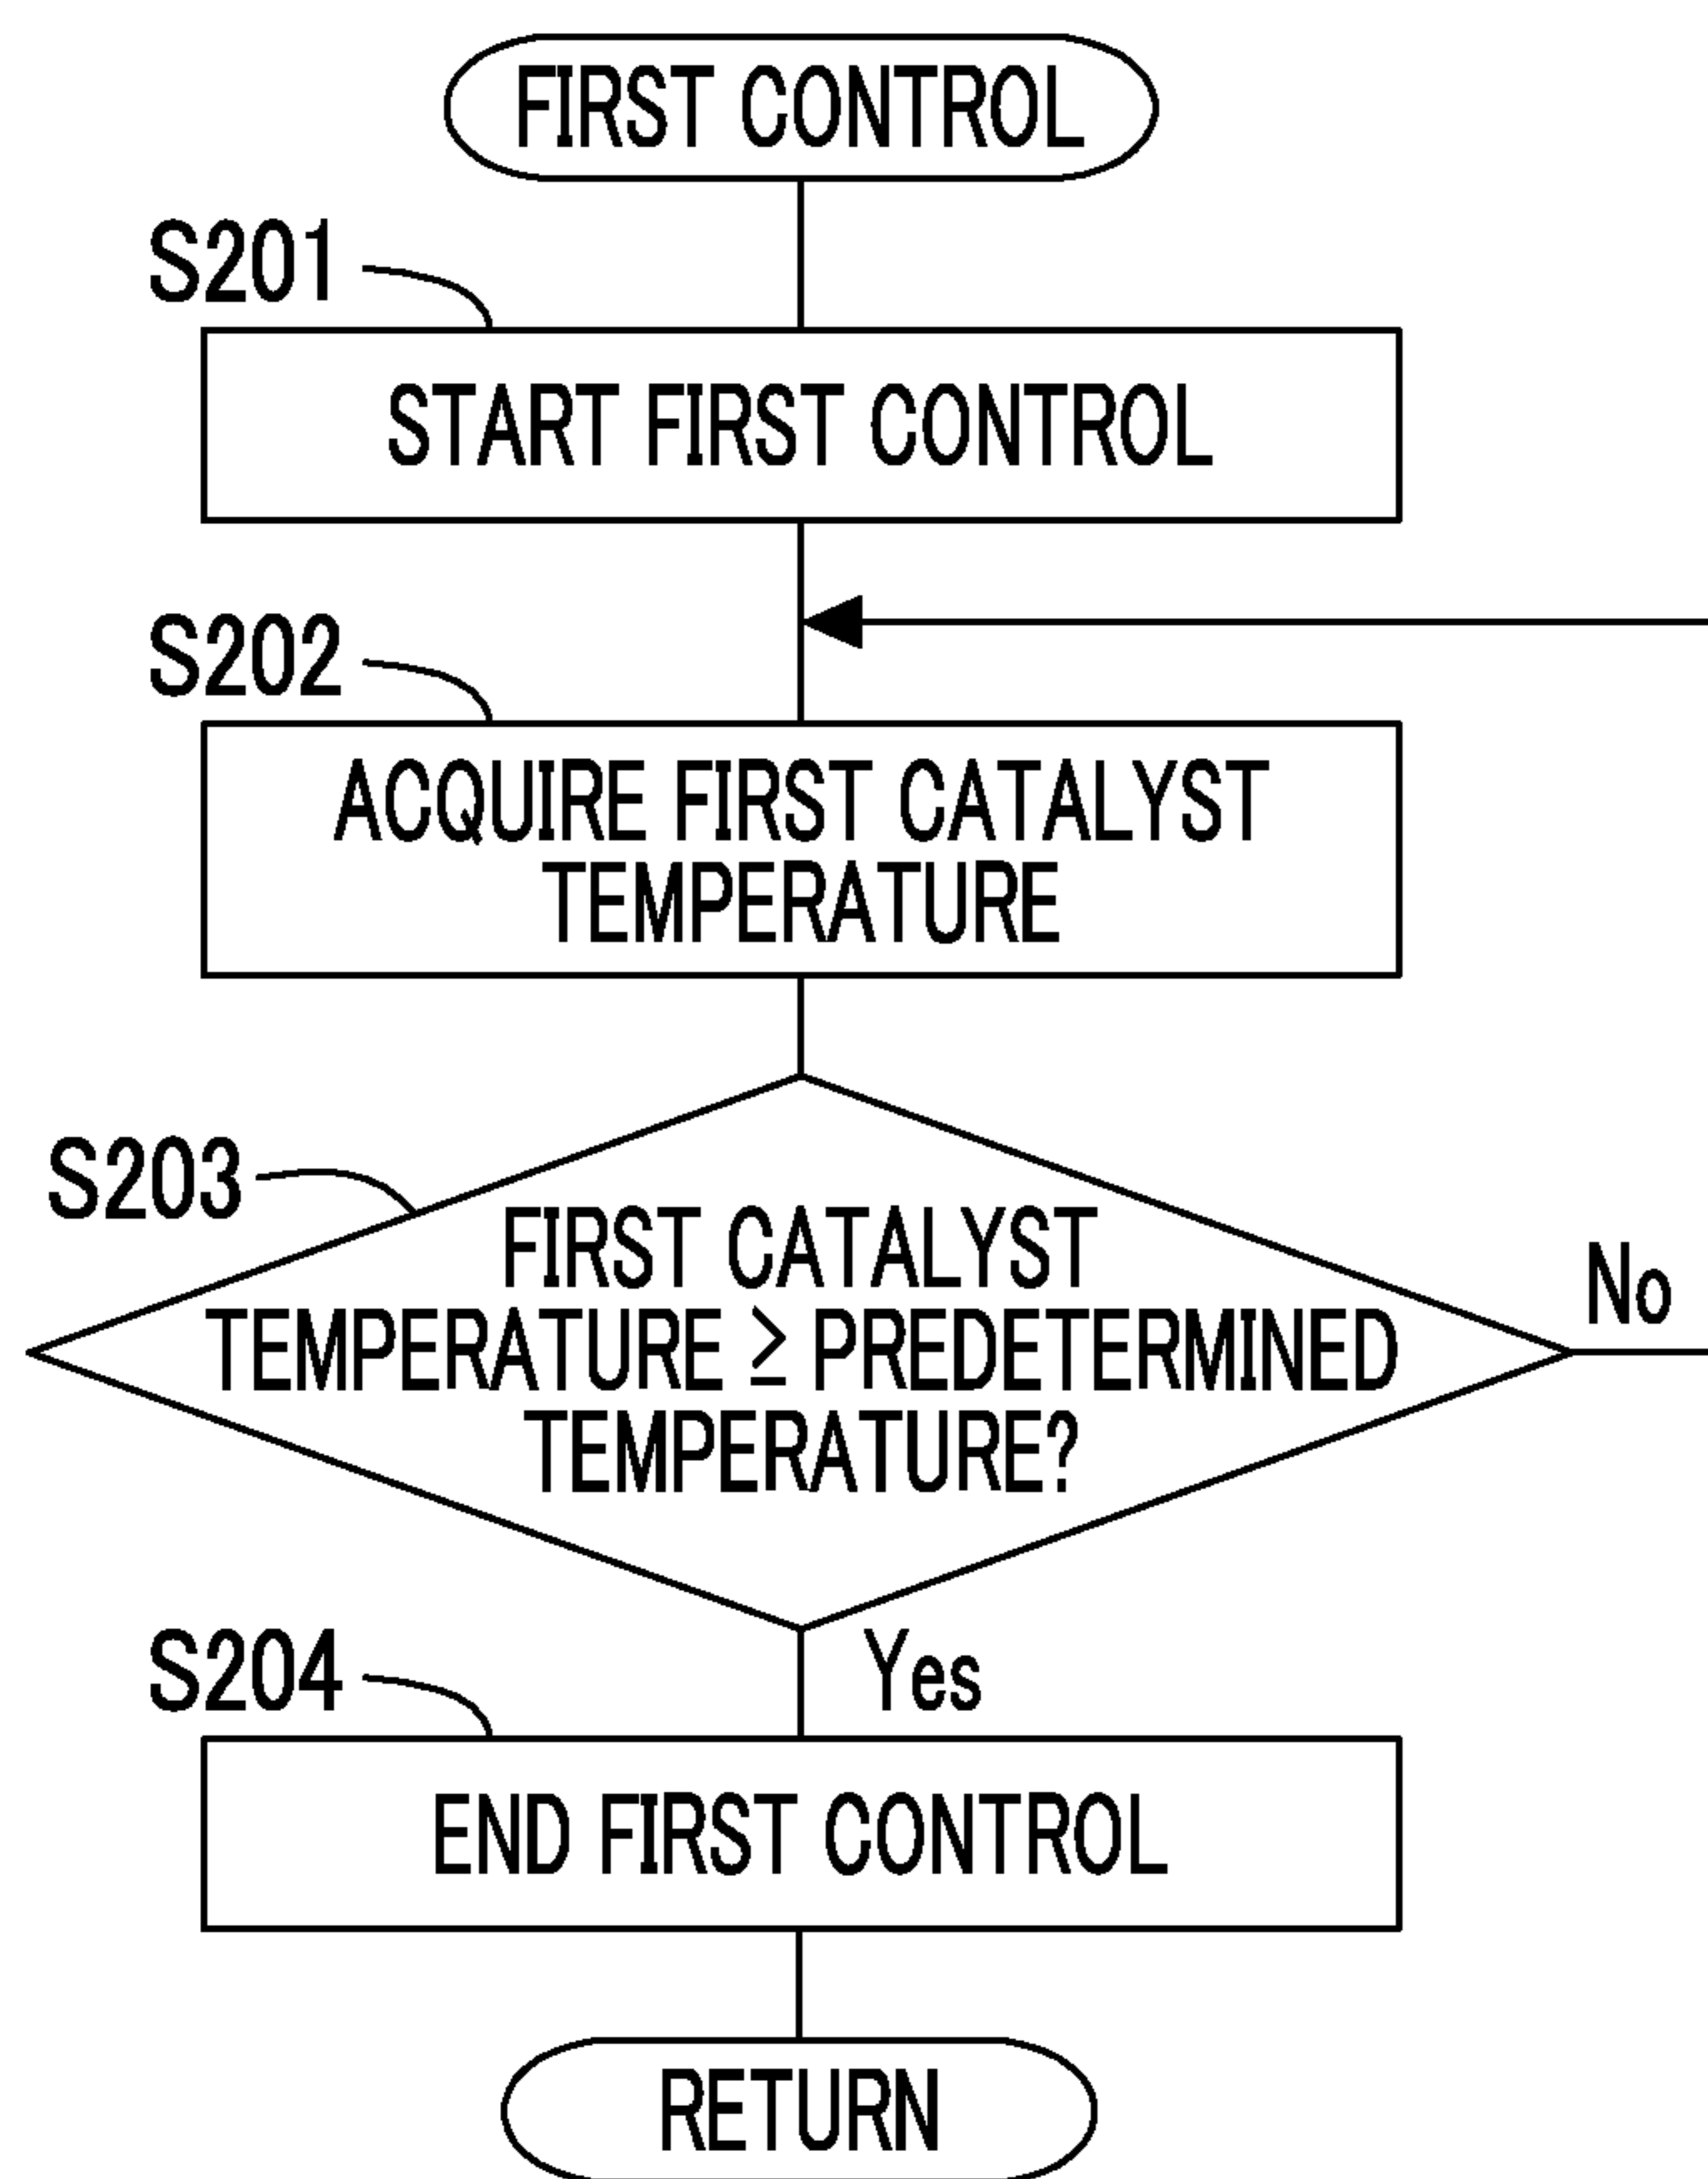 FIRST CONTROL
S201
START FIRST CONTROL
S202
ACQUIRE FIRST CATALYST
TEMPERATURE
S203
FIRST CATALYST
TEMPERATURE ≥ PREDETERMINED
TEMPERATURE?
No
S204
Yes
END FIRST CONTROL
RETURN